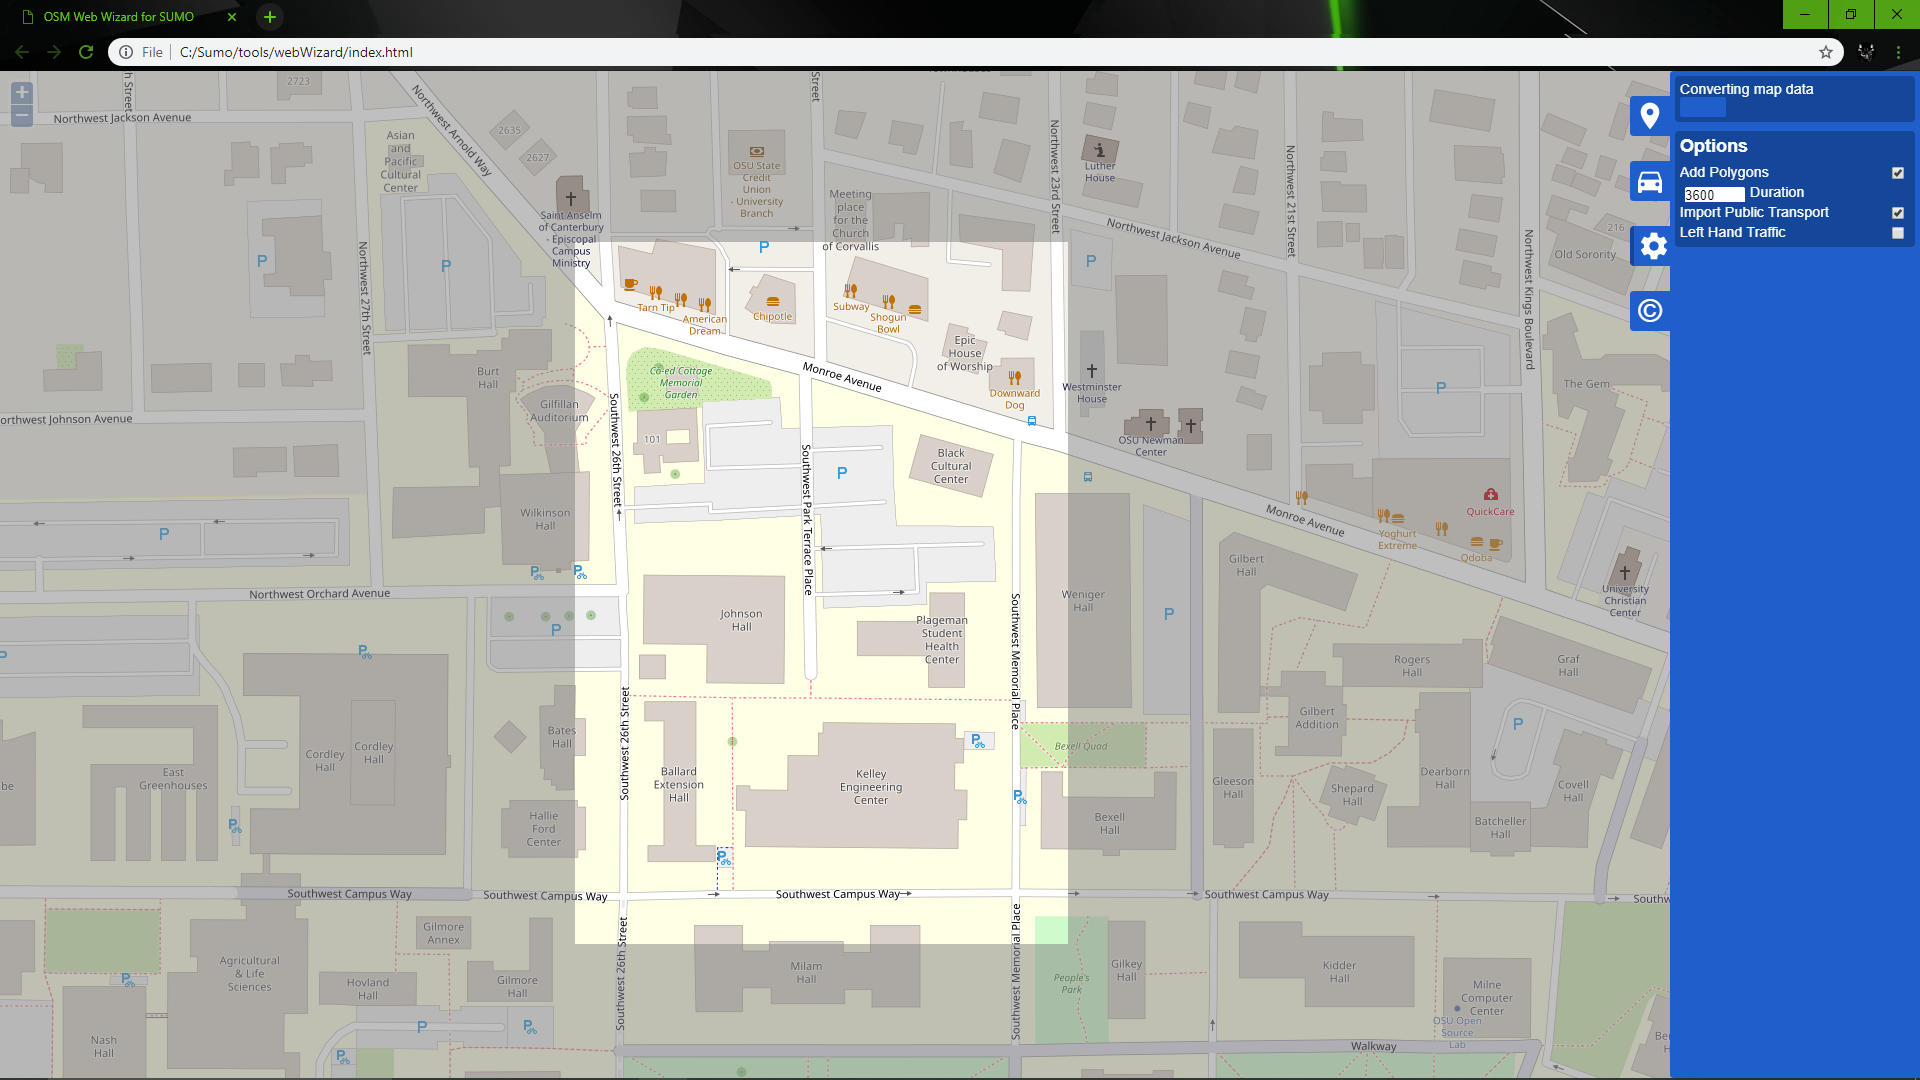 OSM Web Wizard for SUMO
File
C:/Sumo/tools/webWizard/index.html
Converting map data
Options
Add Polygons
3600 Duration
Import Public Transport
Left Hand Traffic
2723
Northwest Jackson Avenue
Northwest Arnold Way
Asian
and
Pacific
Cultural
Center
2635
2627
OSU State
Credit
Union
- University
Branch
Street
Northwest 23rd Street
Luther
House
Northwest 21st Street
216
Old Sorority
Saint Anselm
of Canterbury
- Episcopal
Campus
Ministry
Meeting
place
for the
Church
of Corvallis
Northwest Jackson Avenue
Northwest Kings Boulevard
Northwest 27th Street
P
P
P
P
Tarn Tip
American
Dream
Chipotle
Subway
Shogun
Bowl
Epic
House
of Worship
Downward
Dog
Westminster
House
Burt
Hall
Gilfillan
Auditorium
Co-ed Cottage
Memorial
Garden
Monroe Avenue
P
The Gem
orthwest Johnson Avenue
Southwest 26th Street
101
P
Southwest Park Terrace Place
Black
Cultural
Center
OSU Newman
Center
Wilkinson
Hall
P
Monroe Avenue
QuickCare
Yoghurt
Extreme
Qdoba
Gilbert
Hall
University
Christian
Center
Northwest Orchard Avenue
P
P
P
Johnson
Hall
Plageman
Student
Health
Center
Southwest Memorial Place
Weniger
Hall
P
P
P
Rogers
Hall
Graf
Hall
Gilbert
Addition
P
Southwest 26th Street
Bates
Hall
Cordley
Hall
Cordley
Hall
East
Greenhouses
be
P
Ballard
Extension
Hall
Kelley
Engineering
Center
P
P
Bexell Quad
Gleeson
Hall
Shepard
Hall
Dearborn
Hall
Covell
Hall
Batcheller
Hall
Bexell
Hall
Hallie
Ford
Center
P
Southwest Campus Way
Southwest Campus Way
Southwest Campus Way
Southwest Campus Way
Southw
Gilmore
Annex
Southwest 26th Street
Agricultural
& Life
Sciences
Hovland
Hall
Gilmore
Hall
Milam
Hall
Southwest Memorial Place
People's
Park
Gilkey
Hall
Kidder
Hall
Milne
Computer
Center
OSU Open
Source
Lab
P
P
P
P
Nash
Hall
Walkway